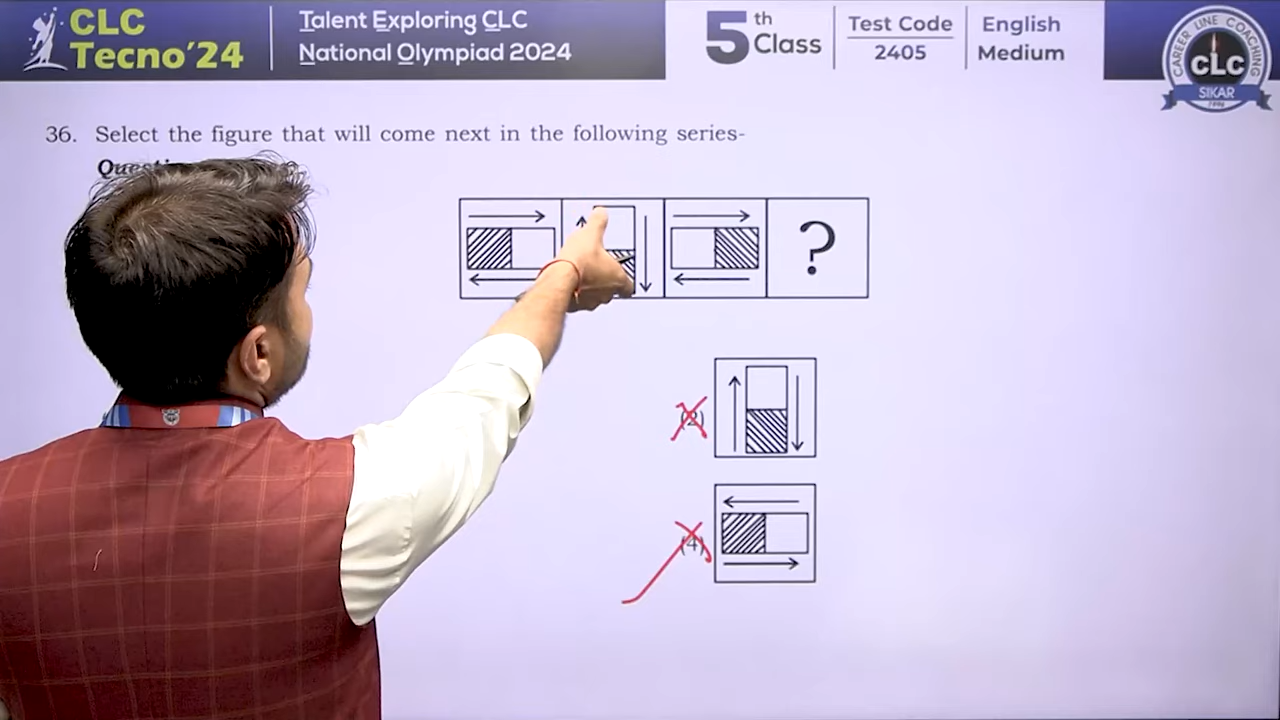 CLC
Tecno'24
Talent Exploring CLC
National Olympiad 2024
5th
Class
Test Code
2405
English
Medium
CAREER LINE COACHING
CLC
SIKAR
36. Select the figure that will come next in the following series-
?
(2)
(4)